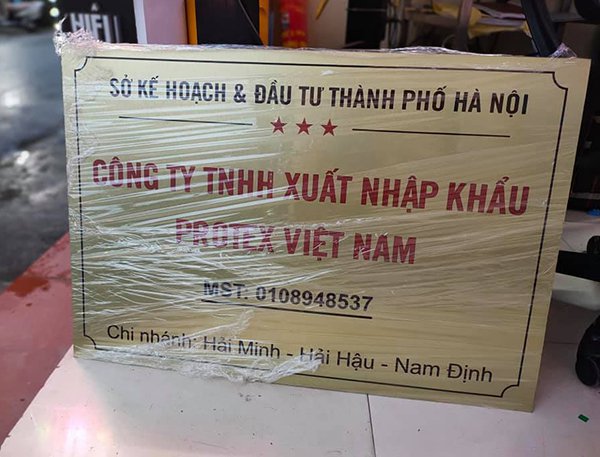 HIẾU
SỞ KẾ HOẠCH & ĐẦU TƯ THÀNH PHỐ HÀ NỘI
CÔNG TY TNHH XUẤT NHẬP KHẨU
PROTEX VIỆT NAM
MST: 0108948537
Chi nhánh: Hải Minh - Hải Hậu - Nam Định